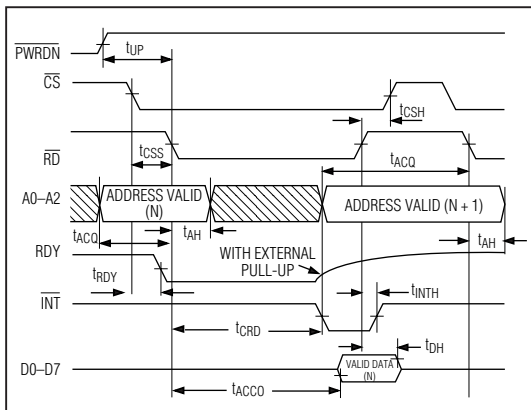 PWRDN
tUP
CS
tCSH
RD
tCSS
tACQ
A0–A2
ADDRESS VALID
(N)
ADDRESS VALID (N + 1)
tACQ
tAH
tAH
RDY
WITH EXTERNAL
PULL-UP
tRDY
tINTH
INT
tCRD
tDH
D0–D7
VALID DATA
(N)
tACCO